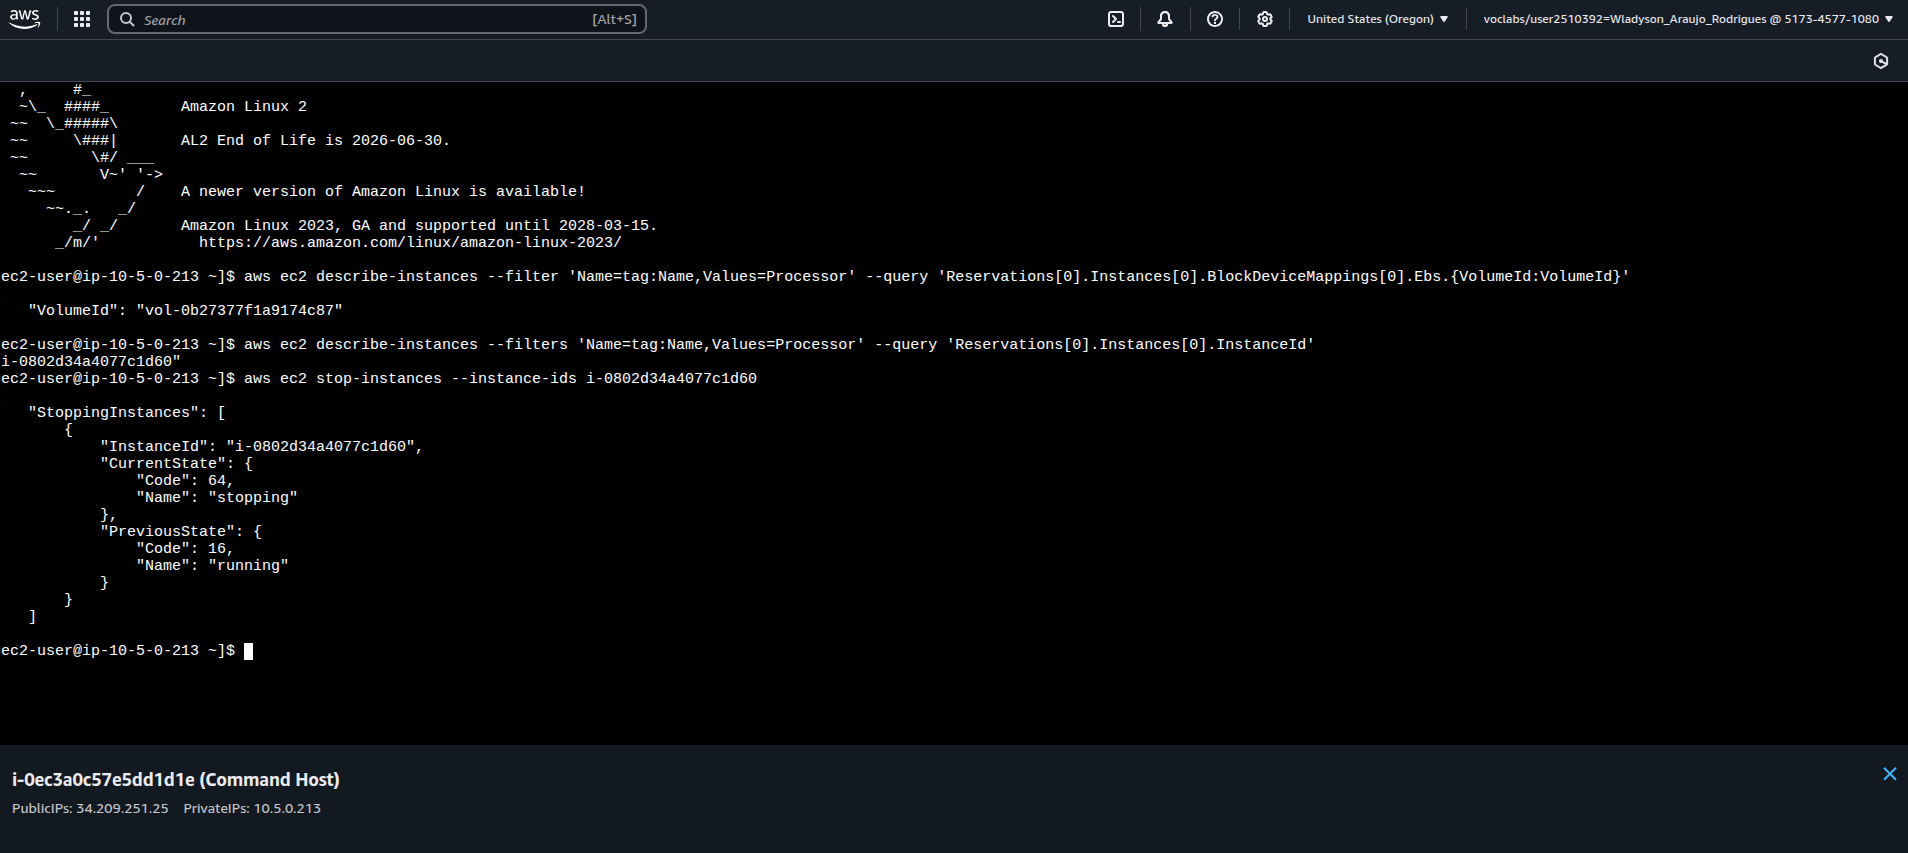 aws Search [Alt+S] United States (Oregon) ▼ voclabs/user2510392=Wladyson_Araujo_Rodrigues @ 5173-4577-1080 ▼
  ,     #_
  ~\_  ####_        Amazon Linux 2
 ~~  \_#####\
 ~~     \###|       AL2 End of Life is 2026-06-30.
 ~~       \#/ ___
  ~~       V~' '->
   ~~~         /    A newer version of Amazon Linux is available!
     ~~._.   _/
        _/ _/       Amazon Linux 2023, GA and supported until 2028-03-15.
      _/m/'           https://aws.amazon.com/linux/amazon-linux-2023/
ec2-user@ip-10-5-0-213 ~]$ aws ec2 describe-instances --filter 'Name=tag:Name,Values=Processor' --query 'Reservations[0].Instances[0].BlockDeviceMappings[0].Ebs.{VolumeId:VolumeId}'
   "VolumeId": "vol-0b27377f1a9174c87"
ec2-user@ip-10-5-0-213 ~]$ aws ec2 describe-instances --filters 'Name=tag:Name,Values=Processor' --query 'Reservations[0].Instances[0].InstanceId'
i-0802d34a4077c1d60"
ec2-user@ip-10-5-0-213 ~]$ aws ec2 stop-instances --instance-ids i-0802d34a4077c1d60
   "StoppingInstances": [
       {
           "InstanceId": "i-0802d34a4077c1d60",
           "CurrentState": {
               "Code": 64,
               "Name": "stopping"
           },
           "PreviousState": {
               "Code": 16,
               "Name": "running"
           }
       }
   ]
ec2-user@ip-10-5-0-213 ~]$
i-0ec3a0c57e5dd1d1e (Command Host)
PublicIPs: 34.209.251.25 PrivateIPs: 10.5.0.213